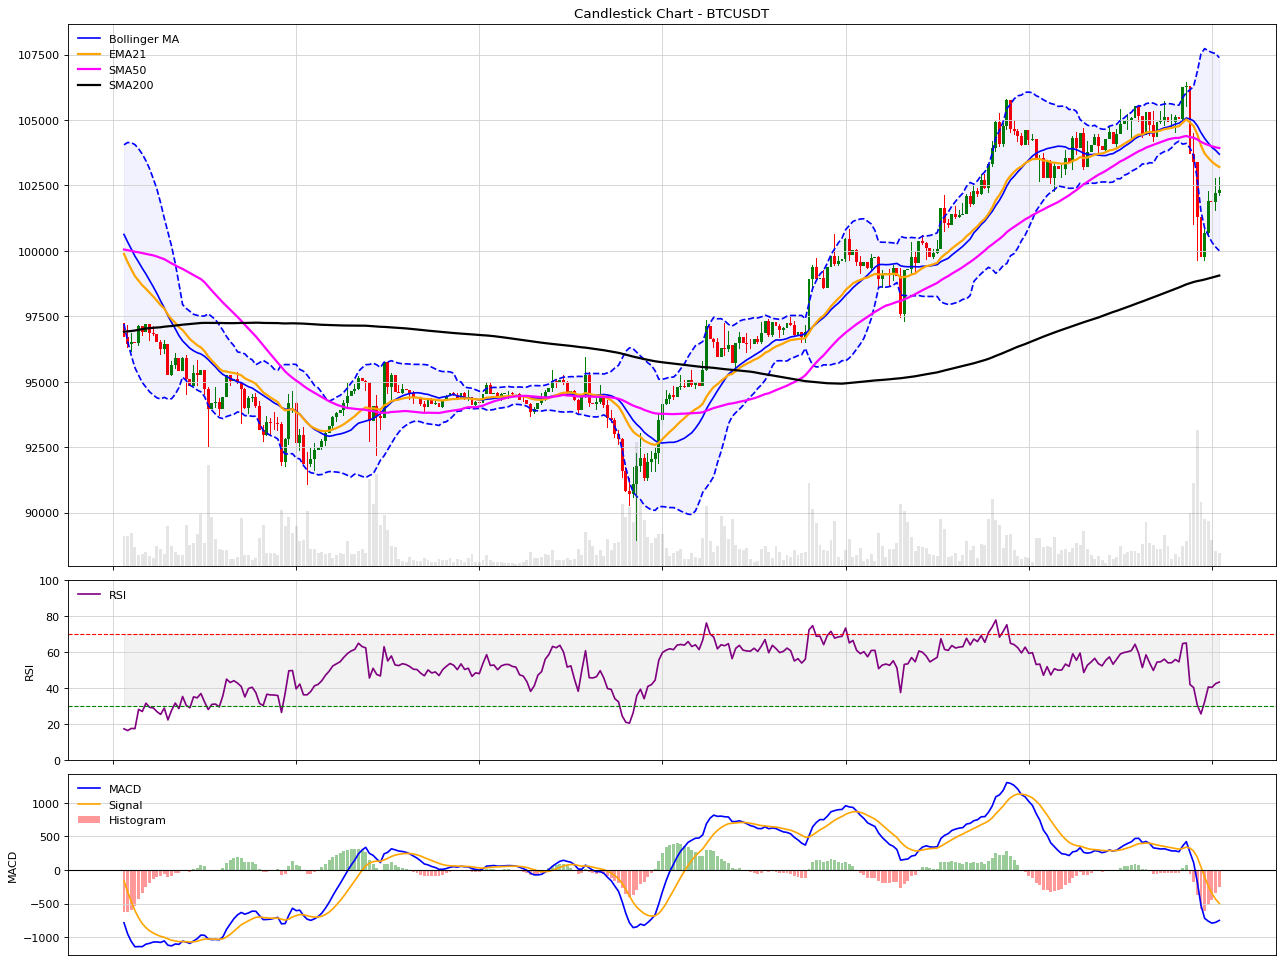 Candlestick Chart - BTCUSDT
Bollinger MA
EMA21
SMA50
SMA200
107500
105000
102500
100000
97500
95000
92500
90000
RSI
100
80
60
40
20
0
RSI
MACD
Signal
Histogram
1000
500
0
−500
−1000
MACD